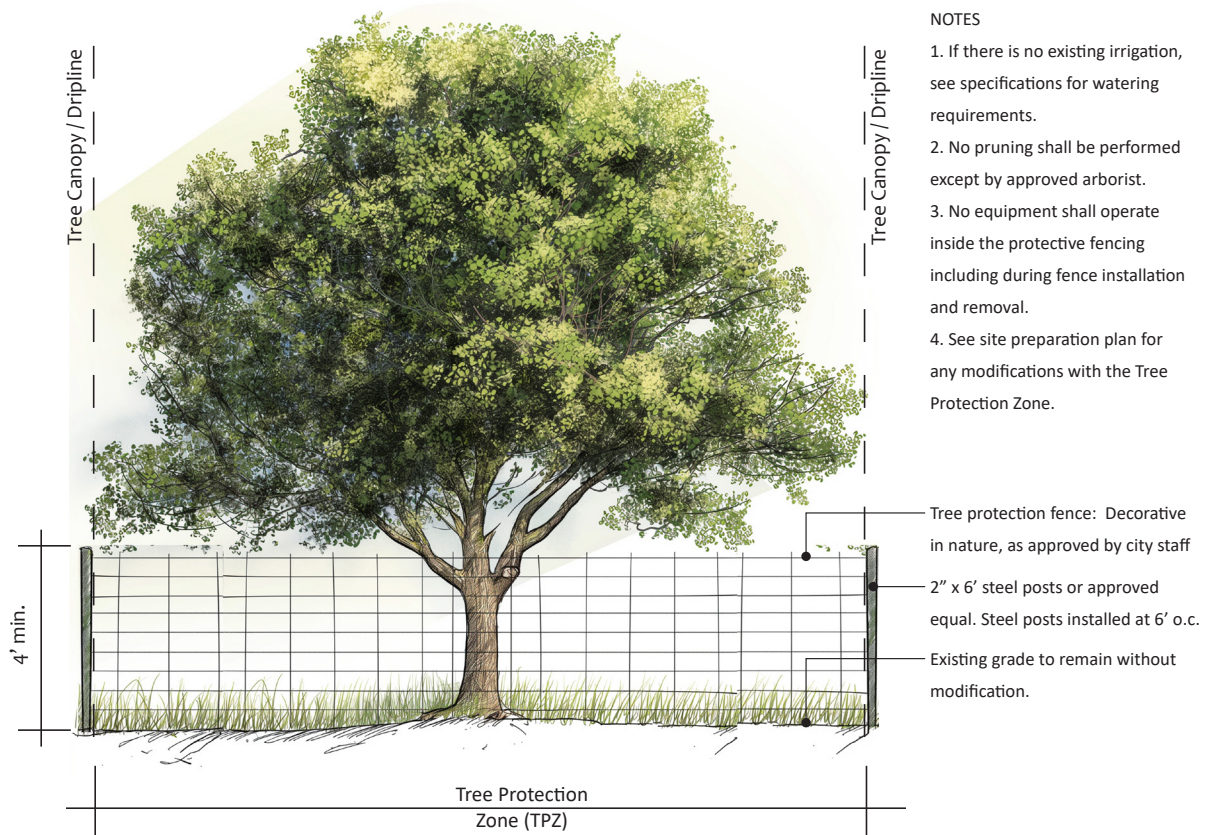 Tree Canopy / Dripline
Tree Canopy / Dripline
NOTES
1. If there is no existing irrigation,
see specifications for watering
requirements.
2. No pruning shall be performed
except by approved arborist.
3. No equipment shall operate
inside the protective fencing
including during fence installation
and removal.
4. See site preparation plan for
any modifications with the Tree
Protection Zone.
Tree protection fence:  Decorative
in nature, as approved by city staff
2” x 6’ steel posts or approved
equal. Steel posts installed at 6’ o.c.
Existing grade to remain without
modification.
4’ min.
Tree Protection
Zone (TPZ)